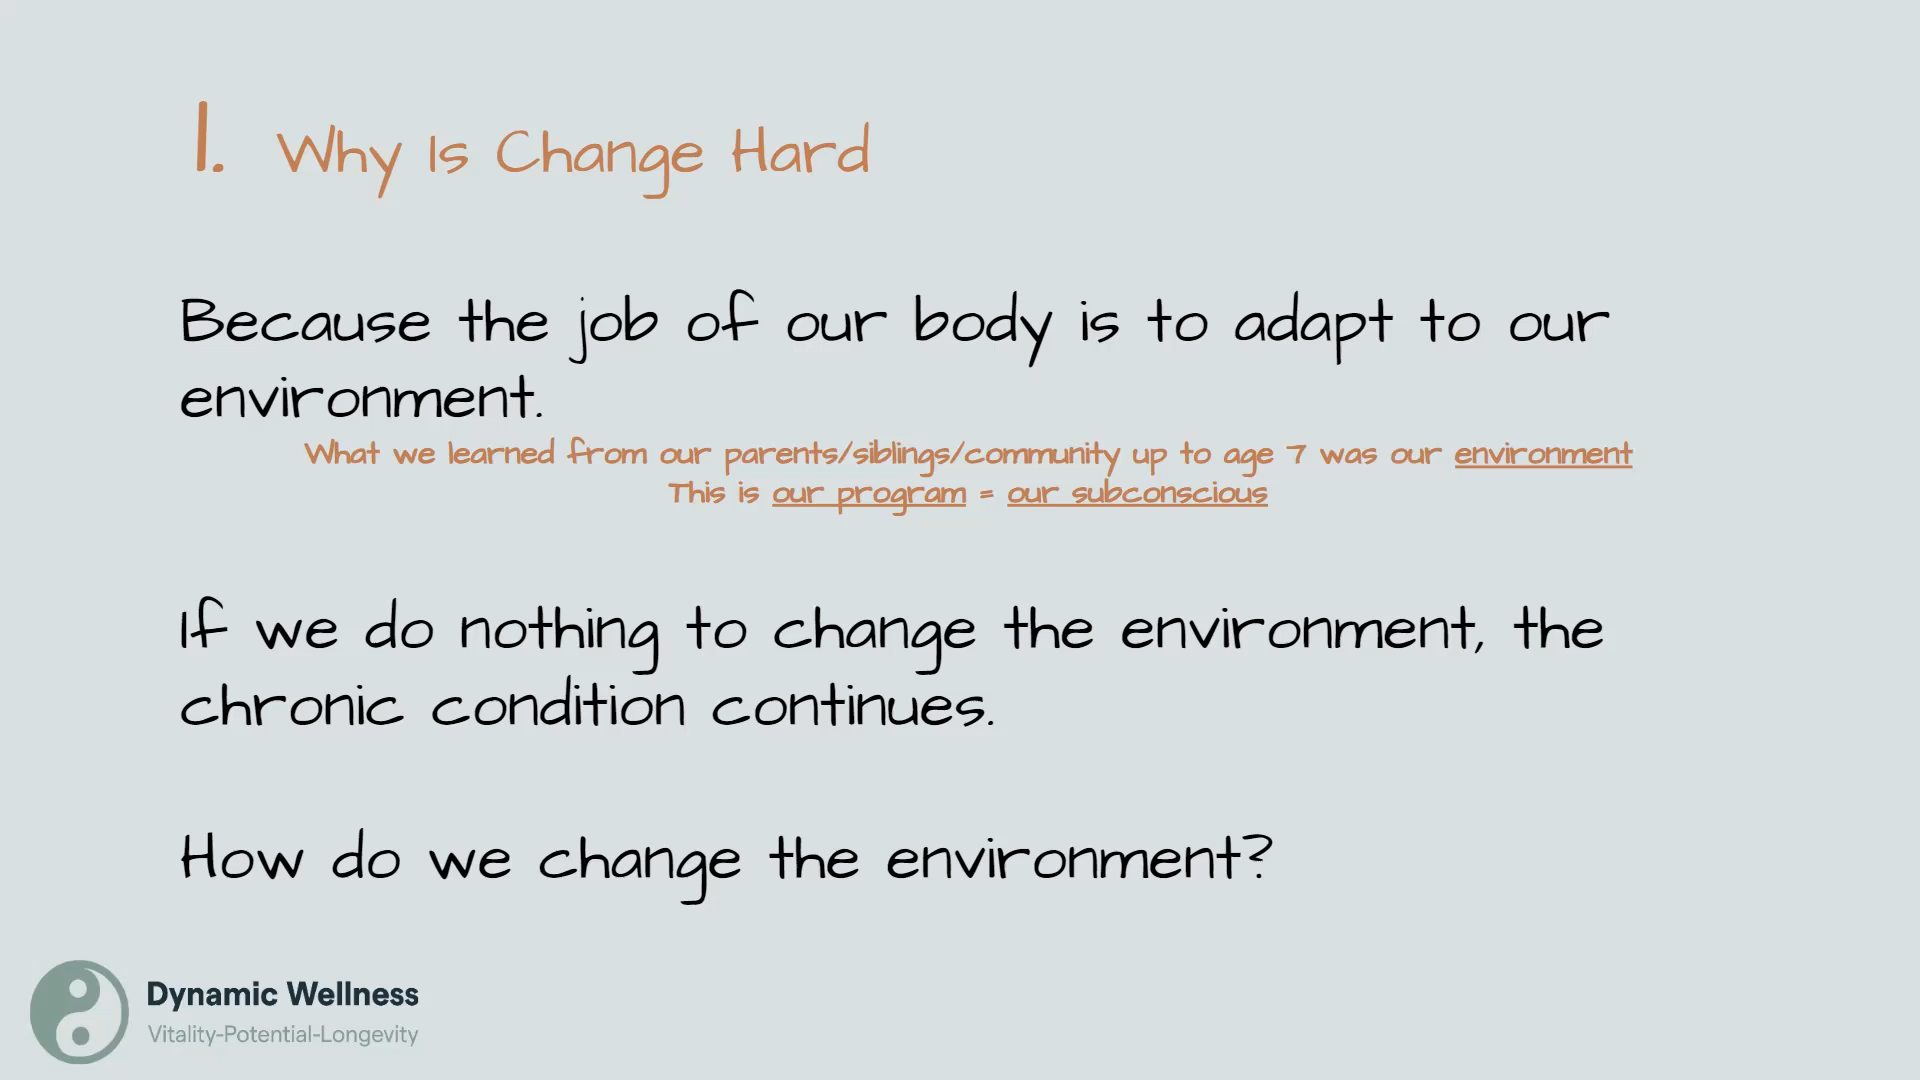 1. Why Is Change Hard
Because the job of our body is to adapt to our
environment.
What we learned from our parents/siblings/community up to age 7 was our environment
This is our program = our subconscious
If we do nothing to change the environment, the
chronic condition continues.
How do we change the environment?
Dynamic Wellness
Vitality-Potential-Longevity